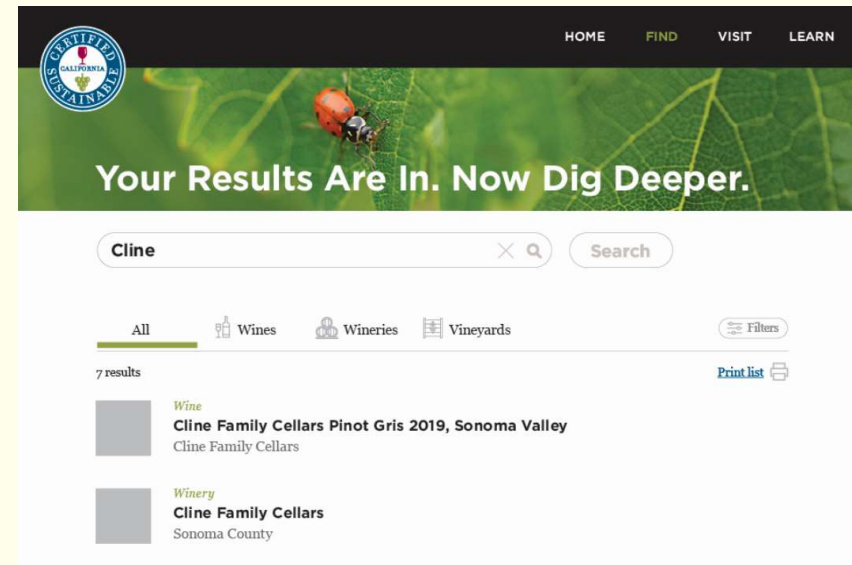 CERTIFIED
CALIFORNIA
SUSTAINABLE
HOME FIND VISIT LEARN
Your Results Are In. Now Dig Deeper.
Cline
Search
All Wines Wineries Vineyards Filters
7 results Print list
Wine
Cline Family Cellars Pinot Gris 2019, Sonoma Valley
Cline Family Cellars
Winery
Cline Family Cellars
Sonoma County